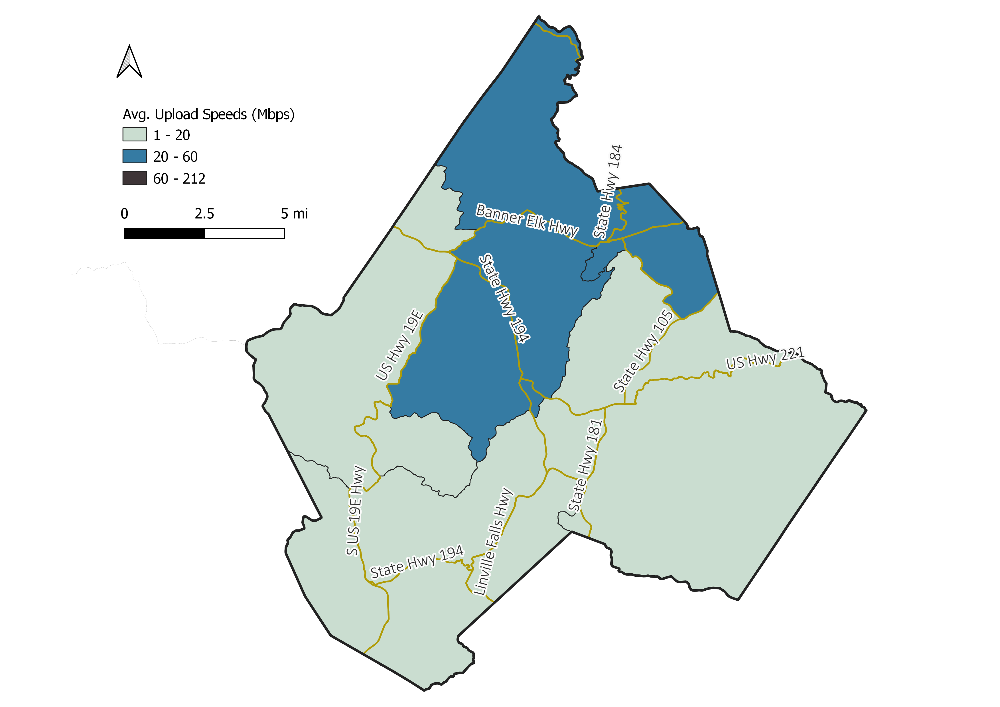 Avg. Upload Speeds (Mbps)
1 - 20
20 - 60
60 - 212
0 2.5 5 mi
State Hwy 184
Banner Elk Hwy
State Hwy 194
US Hwy 19E
State Hwy 105
US Hwy 221
State Hwy 181
S US 19E Hwy
Linville Falls Hwy
State Hwy 194